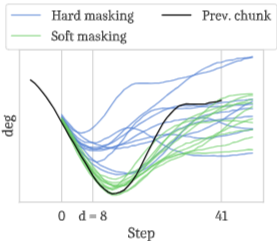 Hard masking
Prev. chunk
Soft masking
deg
0
d = 8
41
Step